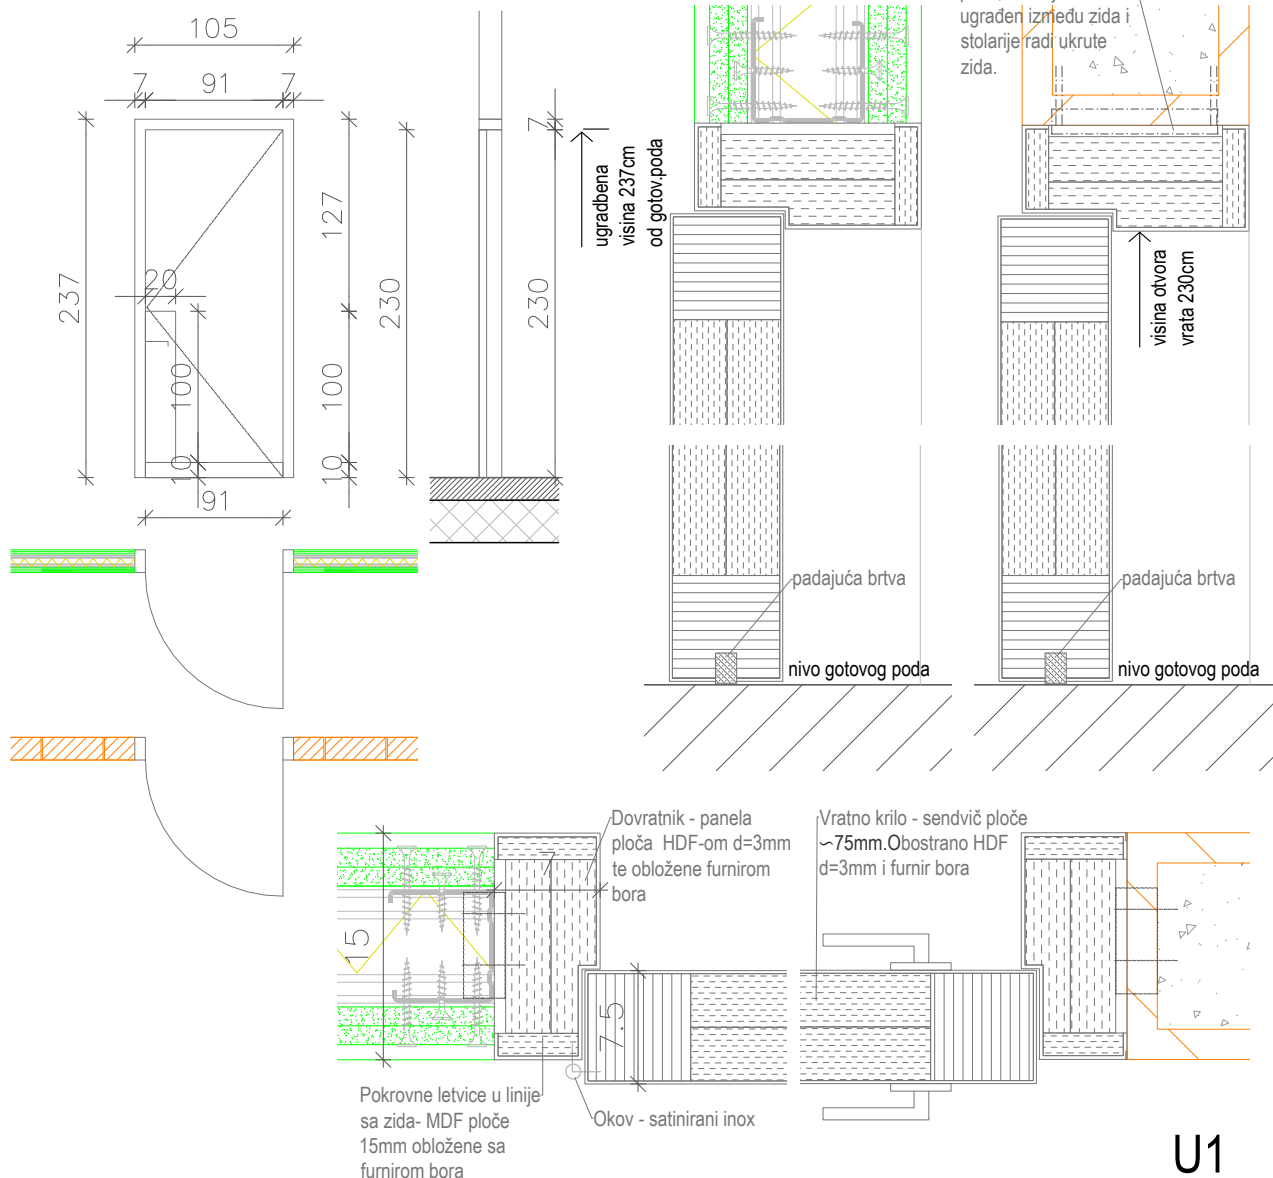 105
7
91
7
237
127
20
100
10
100
10
91
230
7
230
ugradbena
visina 237cm
od gotov.poda
ugrađen između zida i
stolarije radi ukrute
zida.
visina otvora
vrata 230cm
padajuća brtva
nivo gotovog poda
padajuća brtva
nivo gotovog poda
Dovratnik - panela
ploča HDF-om d=3mm
te obložene furnirom
bora
Vratno krilo - sendvič ploče
~75mm.Obostrano HDF
d=3mm i furnir bora
7
15
7.5
Pokrovne letvice u linije
sa zida- MDF ploče
15mm obložene sa
furnirom bora
Okov - satinirani inox
U1